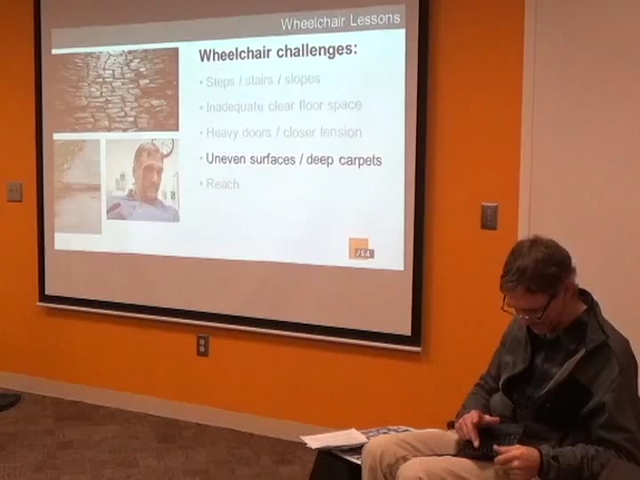 Wheelchair Lessons
Wheelchair challenges:
• Steps / stairs / slopes
• Inadequate clear floor space
• Heavy doors / closer tension
• Uneven surfaces / deep carpets
• Reach
JSA